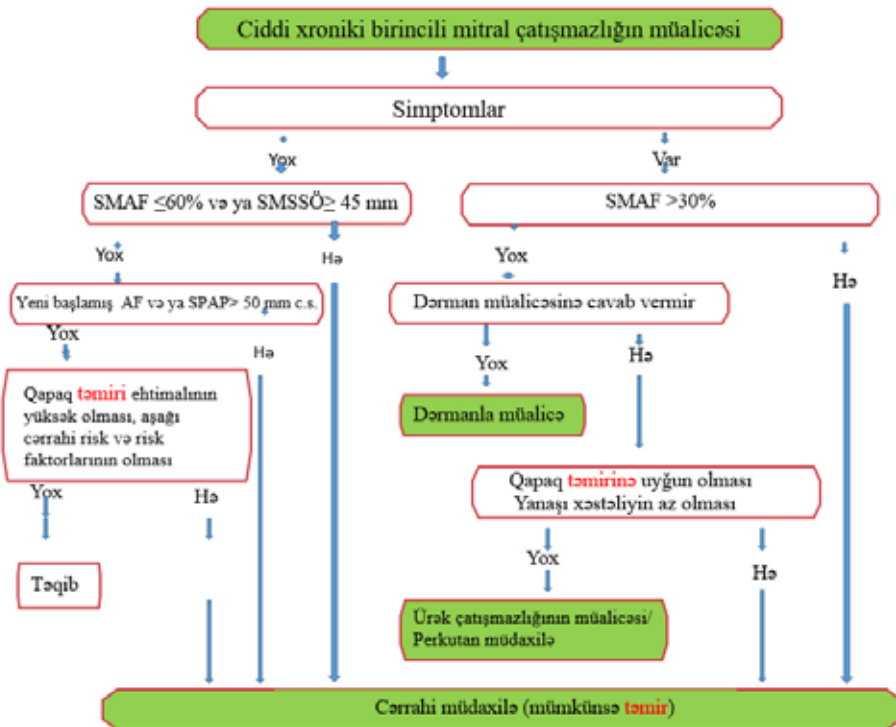 Ciddi xroniki birincili mitral çatışmazlığın müalicəsi
Simptomlar
Yox
Var
SMAF ≤60% və ya SMSSÖ≥ 45 mm
SMAF >30%
Yox
Hə
Yox
Hə
Yeni başlamış AF və ya SPAP> 50 mm c.s.
Dərman müalicəsinə cavab vermir
Yox
Hə
Yox
Hə
Qapaq təmiri ehtimalının
yüksək olması, aşağı
cərrahi risk və risk
faktorlarının olması
Dərmanla müalicə
Qapaq təmirinə uyğun olması
Yanaşı xəstəliyin az olması
Yox
Hə
Yox
Hə
Təqib
Ürək çatışmazlığının müalicəsi/
Perkutan müdaxilə
Cərrahi müdaxilə (mümkünsə təmir)